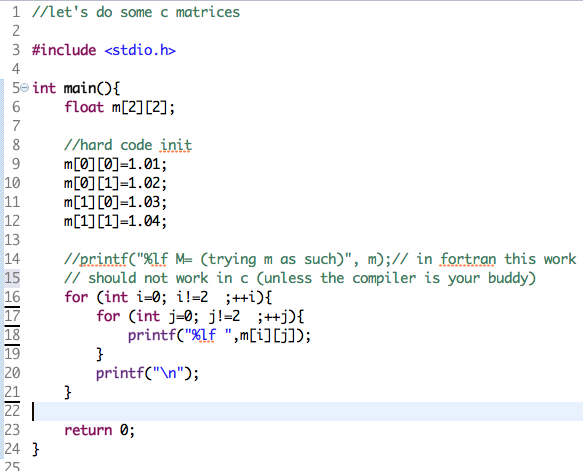 1 //let's do some c matrices
2
3 #include <stdio.h>
4
5 int main(){
6     float m[2][2];
7
8     //hard code init
9     m[0][0]=1.01;
10     m[0][1]=1.02;
11     m[1][0]=1.03;
12     m[1][1]=1.04;
13
14     //printf("%lf M= (trying m as such)", m);// in fortran this work
15     // should not work in c (unless the compiler is your buddy)
16     for (int i=0; i!=2  ;++i){
17         for (int j=0; j!=2  ;++j){
18             printf("%lf ",m[i][j]);
19         }
20         printf("\n");
21     }
22
23     return 0;
24 }
25